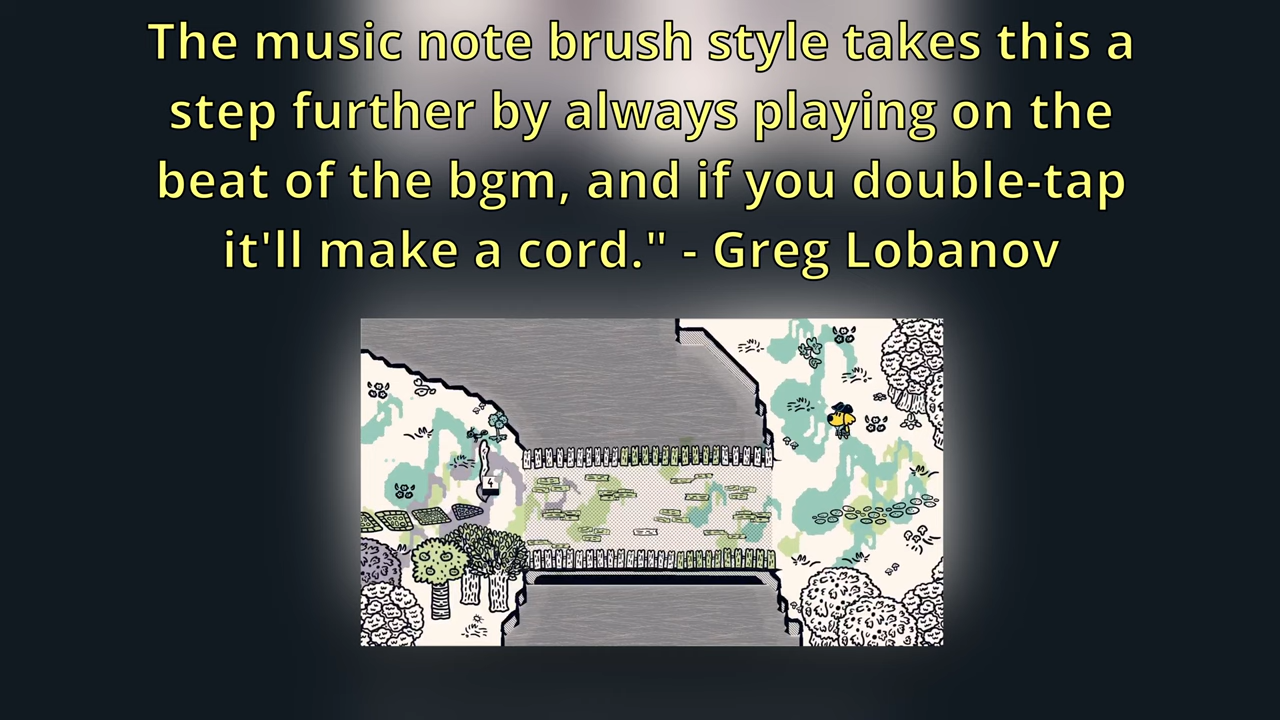 The music note brush style takes this a
step further by always playing on the
beat of the bgm, and if you double-tap
it'll make a cord." - Greg Lobanov
4